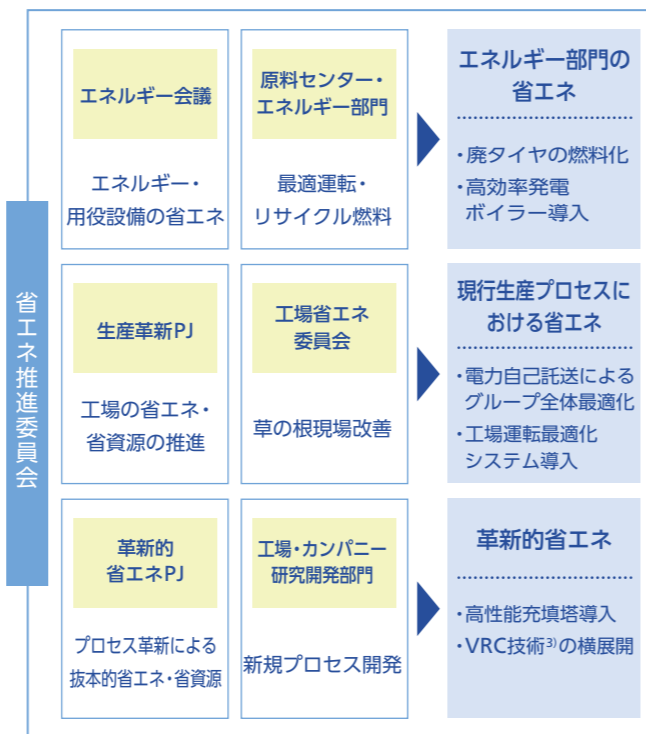 省エネ推進委員会
エネルギー会議
エネルギー・
用役設備の省エネ
原料センター・
エネルギー部門
最適運転・
リサイクル燃料
エネルギー部門の
省エネ
・廃タイヤの燃料化
・高効率発電
ボイラー導入
生産革新PJ
工場の省エネ・
省資源の推進
工場省エネ
委員会
草の根現場改善
現行生産プロセスに
おける省エネ
・電力自己託送による
グループ全体最適化
・工場運転最適化
システム導入
革新的
省エネPJ
プロセス革新による
抜本的省エネ・省資源
工場・カンパニー
研究開発部門
新規プロセス開発
革新的省エネ
・高性能充填塔導入
・VRC技術3)の横展開